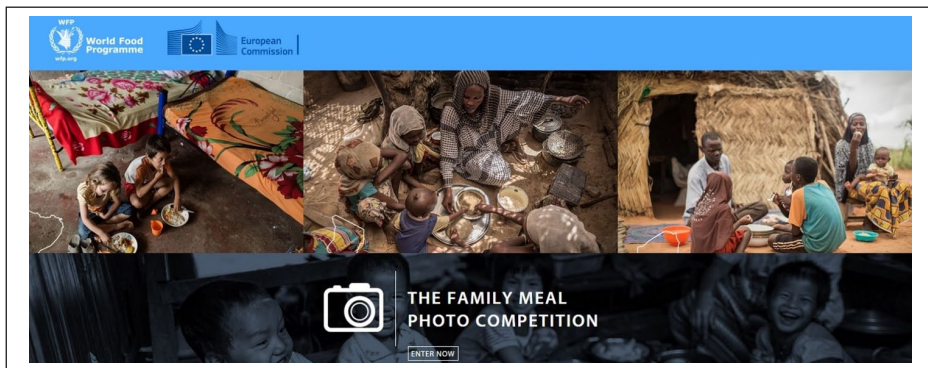 WFP
World Food
Programme
wfp.org
European
Commission
THE FAMILY MEAL
PHOTO COMPETITION
ENTER NOW